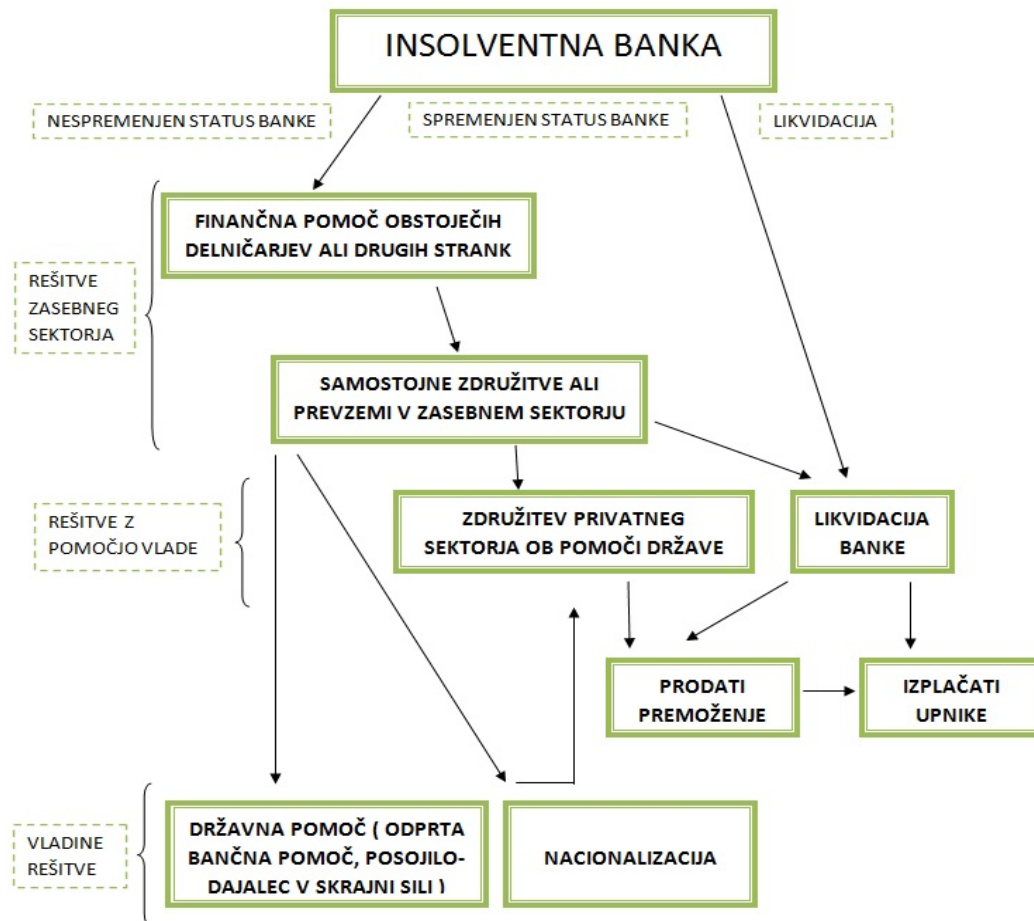 INSOLVENTNA BANKA
NESPREMENJEN STATUS BANKE
SPREMENJEN STATUS BANKE
LIKVIDACIJA
FINANČNA POMOČ OBSTOJEČIH
DELNIČARJEV ALI DRUGIH STRANK
REŠITVE
ZASEBNEG
SEKTORJA
SAMOSTOJNE ZDRUŽITVE ALI
PREVZEMI V ZASEBNEM SEKTORJU
REŠITVE Z
POMOČJO VLADE
ZDRUŽITEV PRIVATNEG
SEKTORJA OB POMOČI DRŽAVE
LIKVIDACIJA
BANKE
PRODATI
PREMOŽENJE
IZPLAČATI
UPNIKE
VLADINE
REŠITVE
DRŽAVNA POMOČ ( ODPRTA
BANČNA POMOČ, POSOJILO-
DAJALEC V SKRAJNI SILI )
NACIONALIZACIJA